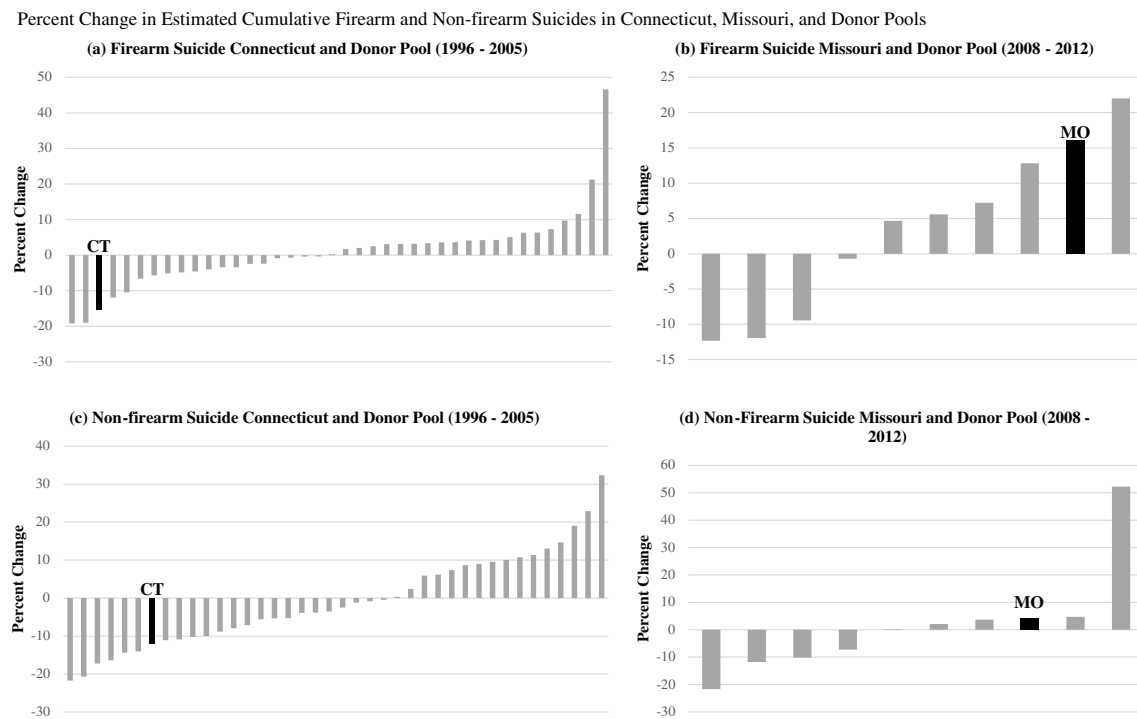 Percent Change in Estimated Cumulative Firearm and Non-firearm Suicides in Connecticut, Missouri, and Donor Pools
(a) Firearm Suicide Connecticut and Donor Pool (1996 - 2005)
50
40
30
20
10
0
-10
-20
-30
Percent Change
CT
(b) Firearm Suicide Missouri and Donor Pool (2008 - 2012)
25
20
15
10
5
0
-5
-10
-15
Percent Change
MO
(c) Non-firearm Suicide Connecticut and Donor Pool (1996 - 2005)
40
30
20
10
0
-10
-20
-30
Percent Change
CT
(d) Non-Firearm Suicide Missouri and Donor Pool (2008 -
2012)
60
50
40
30
20
10
0
-10
-20
-30
Percent Change
MO